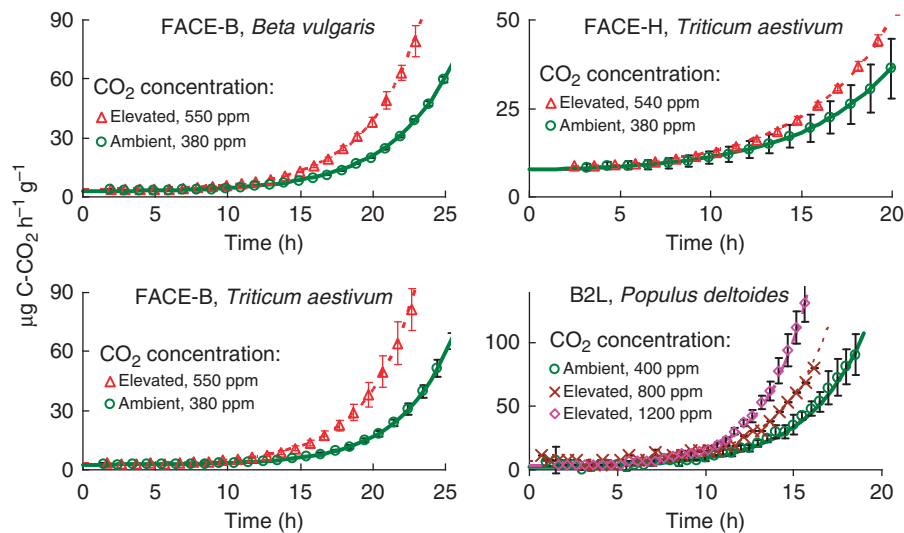 µg C-CO₂ h⁻¹ g⁻¹
FACE-B, Beta vulgaris
CO₂ concentration:
Elevated, 550 ppm
Ambient, 380 ppm
90
60
30
0
0 5 10 15 20 25
Time (h)
FACE-H, Triticum aestivum
CO₂ concentration:
Elevated, 540 ppm
Ambient, 380 ppm
50
25
0
0 5 10 15 20
Time (h)
FACE-B, Triticum aestivum
CO₂ concentration:
Elevated, 550 ppm
Ambient, 380 ppm
90
60
30
0
0 5 10 15 20 25
Time (h)
B2L, Populus deltoides
CO₂ concentration:
Ambient, 400 ppm
Elevated, 800 ppm
Elevated, 1200 ppm
100
50
0
0 5 10 15 20
Time (h)